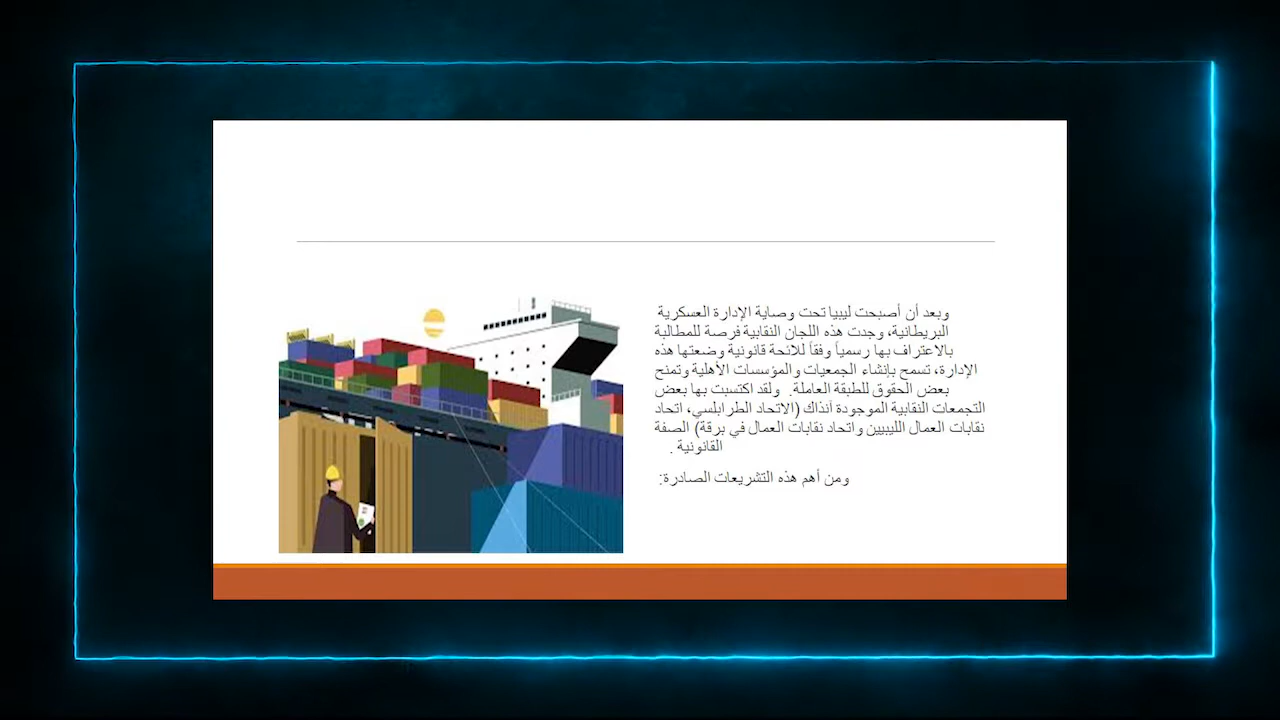 وبعد أن أصبحت ليبيا تحت وصاية الإدارة العسكرية
البريطانية، وجدت هذه اللجان النقابية فرصة للمطالبة
بالاعتراف بها رسمياً وفقاً للائحة قانونية وضعتها هذه
الإدارة، تسمح بإنشاء الجمعيات والمؤسسات الأهلية وتمنح
بعض الحقوق للطبقة العاملة. ولقد اكتسبت بها بعض
التجمعات النقابية الموجودة آنذاك (الاتحاد الطرابلسي، اتحاد
نقابات العمال الليبيين واتحاد نقابات العمال في برقة) الصفة
القانونية .
ومن أهم هذه التشريعات الصادرة: